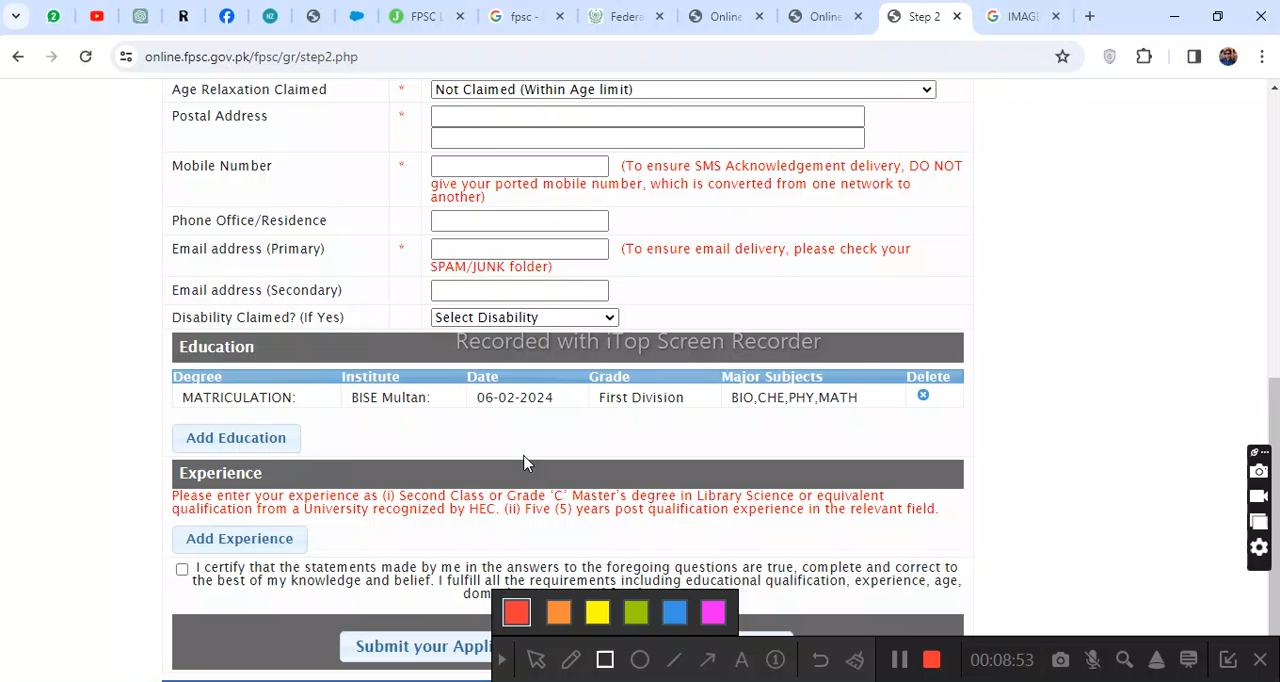 FPSC
fpsc
Federa
Online
Online
Step 2
IMAGE
online.fpsc.gov.pk/fpsc/gr/step2.php
Age Relaxation Claimed * Not Claimed (Within Age limit)
Postal Address *
Mobile Number * (To ensure SMS Acknowledgement delivery, DO NOT
give your ported mobile number, which is converted from one network to
another)
Phone Office/Residence
Email address (Primary) * (To ensure email delivery, please check your
SPAM/JUNK folder)
Email address (Secondary)
Disability Claimed? (If Yes) Select Disability
Recorded with iTop Screen Recorder
Education
Degree Institute Date Grade Major Subjects Delete
MATRICULATION: BISE Multan: 06-02-2024 First Division BIO,CHE,PHY,MATH
Add Education
Experience
Please enter your experience as (i) Second Class or Grade ‘C’ Master’s degree in Library Science or equivalent
qualification from a University recognized by HEC. (ii) Five (5) years post qualification experience in the relevant field.
Add Experience
I certify that the statements made by me in the answers to the foregoing questions are true, complete and correct to
the best of my knowledge and belief. I fulfill all the requirements including educational qualification, experience, age,
Submit your
00:08:53